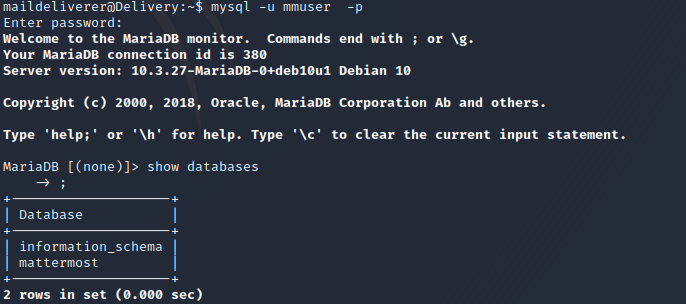 maildeliverer@Delivery:~$ mysql -u mmuser  -p
Enter password:
Welcome to the MariaDB monitor.  Commands end with ; or \g.
Your MariaDB connection id is 380
Server version: 10.3.27-MariaDB-0+deb10u1 Debian 10
Copyright (c) 2000, 2018, Oracle, MariaDB Corporation Ab and others.
Type 'help;' or '\h' for help. Type '\c' to clear the current input statement.
MariaDB [(none)]> show databases
    -> ;
+--------------------+
| Database           |
+--------------------+
| information_schema |
| mattermost         |
+--------------------+
2 rows in set (0.000 sec)